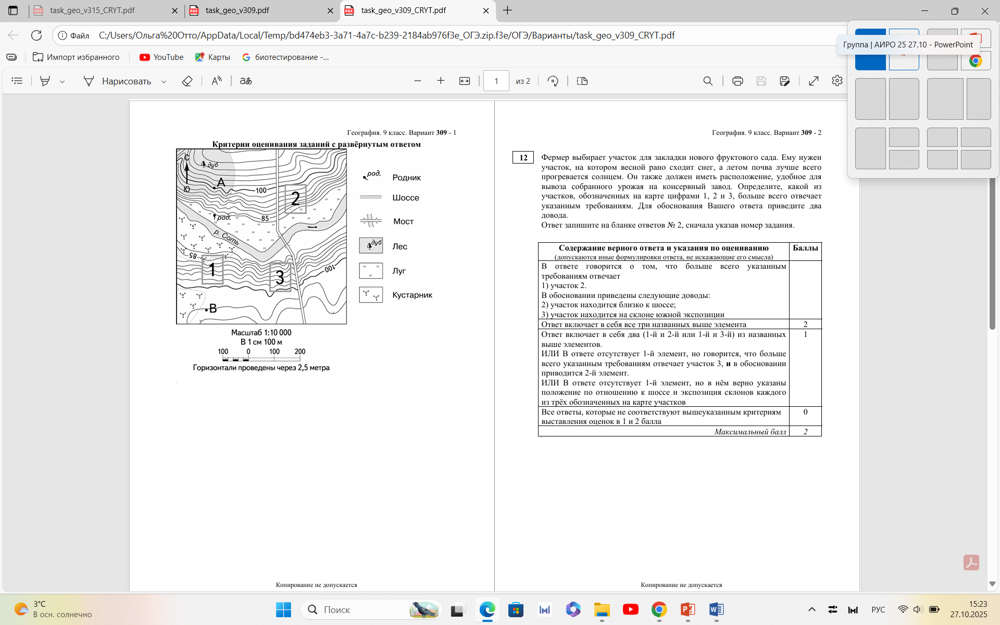 task_geo_v315_CRYT.pdf
task_geo_v309.pdf
task_geo_v309_CRYT.pdf
Файл
C:/Users/Ольга%20Отто/AppData/Local/Temp/bd474eb3-3a71-4a7c-b239-2184ab976f3e_ОГЭ.zip.f3e/ОГЭ/Варианты/task_geo_v309_CRYT.pdf
Группа | АИРО 25 27.10 - PowerPoint
Импорт избранного
YouTube
Карты
биотестирование -...
Нарисовать
1
из 2
География. 9 класс. Вариант 309 - 1
Критерии оценивания заданий с развёрнутым ответом
С
Ю
дуб
А
100
2
85
род.
р. Соть
85
1
3
100
В
род.
Родник
Шоссе
Мост
дуб
Лес
Луг
Кустарник
Масштаб 1:10 000
В 1 см 100 м
100 0 100 200
Горизонтали проведены через 2,5 метра
Копирование не допускается
География. 9 класс. Вариант 309 - 2
12
Фермер выбирает участок для закладки нового фруктового сада. Ему нужен
участок, на котором весной рано сходит снег, а летом почва лучше всего
прогревается солнцем. Он также должен иметь расположение, удобное для
вывоза собранного урожая на консервный завод. Определите, какой из
участков, обозначенных на карте цифрами 1, 2 и 3, больше всего отвечает
указанным требованиям. Для обоснования Вашего ответа приведите два
довода.
Ответ запишите на бланке ответов № 2, сначала указав номер задания.
Содержание верного ответа и указания по оцениванию
(допускаются иные формулировки ответа, не искажающие его смысла)
Баллы
В ответе говорится о том, что больше всего указанным
требованиям отвечает
1) участок 2.
В обосновании приведены следующие доводы:
2) участок находится близко к шоссе;
3) участок находится на склоне южной экспозиции
Ответ включает в себя все три названных выше элемента 2
Ответ включает в себя два (1-й и 2-й или 1-й и 3-й) из названных 1
выше элементов.
ИЛИ В ответе отсутствует 1-й элемент, но говорится, что больше
всего указанным требованиям отвечает участок 3, и в обосновании
приводится 2-й элемент.
ИЛИ В ответе отсутствует 1-й элемент, но в нём верно указаны
положение по отношению к шоссе и экспозиция склонов каждого
из трёх обозначенных на карте участков
Все ответы, которые не соответствуют вышеуказанным критериям 0
выставления оценок в 1 и 2 балла
Максимальный балл 2
Копирование не допускается
3°C
В осн. солнечно
Поиск
РУС
15:23
27.10.2025